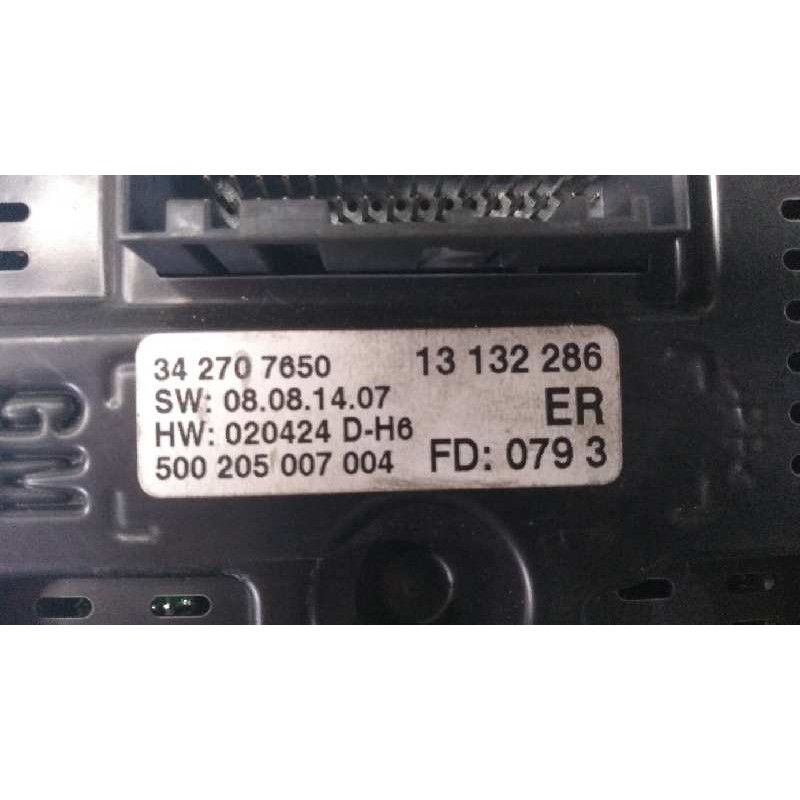 34 270 7650 13 132 286
SW: 08.08.14.07 ER
HW: 020424 D-H6
500 205 007 004 FD: 079 3
GM